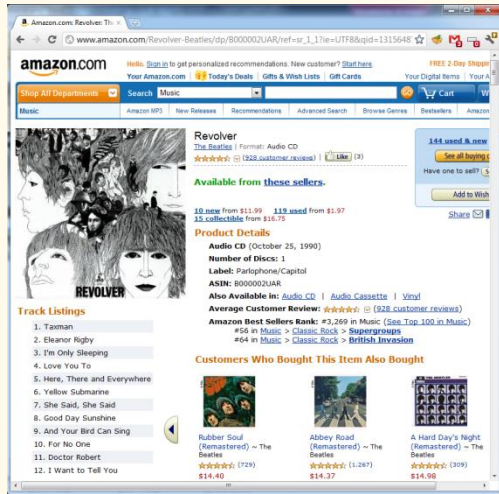 Amazon.com: Revolver: The
www.amazon.com/Revolver-Beatles/dp/B000002UAR/ref=sr_1_1?ie=UTF8&qid=1315648
amazon.com
Hello. Sign in to get personalized recommendations. New customer? Start here.
FREE 2-Day Shipping
Your Amazon.com
Today's Deals
Gifts & Wish Lists
Gift Cards
Your Digital Items
Your A
Shop All Departments
Search
Music
GO
Cart
W
Music
Amazon MP3
New Releases
Recommendations
Advanced Search
Browse Genres
Bestsellers
Amazon
REVOLVER
Revolver
The Beatles | Format: Audio CD
(928 customer reviews) | Like (3)
Available from these sellers.
10 new from $11.99 119 used from $1.97
15 collectible from $16.75
144 used & new
See all buying o
Have one to sell? S
Add to Wish
Share
Product Details
Audio CD (October 25, 1990)
Number of Discs: 1
Label: Parlophone/Capitol
ASIN: B000002UAR
Also Available in: Audio CD | Audio Cassette | Vinyl
Average Customer Review: (928 customer reviews)
Amazon Best Sellers Rank: #3,269 in Music (See Top 100 in Music)
#56 in Music > Classic Rock > Supergroups
#64 in Music > Classic Rock > British Invasion
Track Listings
1. Taxman
2. Eleanor Rigby
3. I'm Only Sleeping
4. Love You To
5. Here, There and Everywhere
6. Yellow Submarine
7. She Said, She Said
8. Good Day Sunshine
9. And Your Bird Can Sing
10. For No One
11. Doctor Robert
12. I Want to Tell You
Customers Who Bought This Item Also Bought
Rubber Soul
(Remastered) ~ The
Beatles
(729)
$14.40
Abbey Road
(Remastered) ~ The
Beatles
(1,267)
$14.37
A Hard Day's Night
(Remastered) ~ The
Beatles
(309)
$14.98